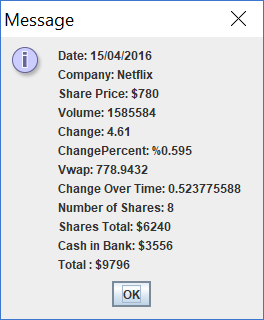 Message
Date: 15/04/2016
Company: Netflix
Share Price: $780
Volume: 1585584
Change: 4.61
ChangePercent: %0.595
Vwap: 778.9432
Change Over Time: 0.523775588
Number of Shares: 8
Shares Total: $6240
Cash in Bank: $3556
Total : $9796
OK